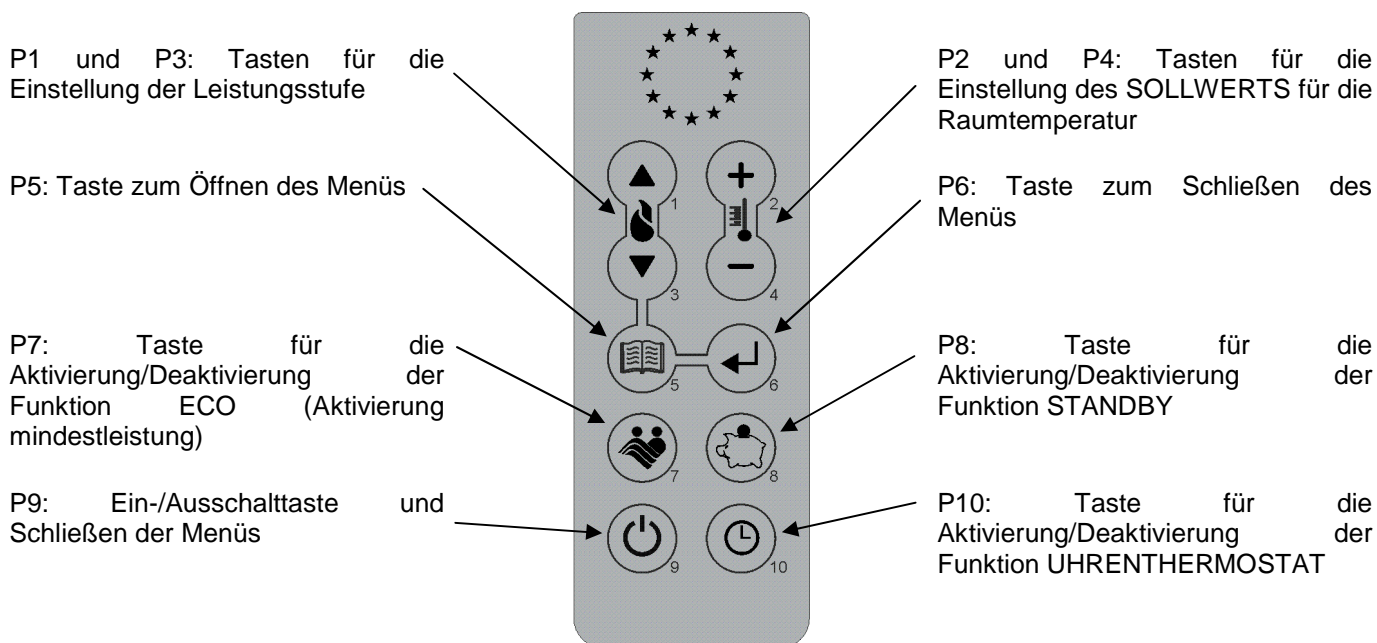 P1 und P3: Tasten für die
Einstellung der Leistungsstufe
P5: Taste zum Öffnen des Menüs
P7: Taste für die
Aktivierung/Deaktivierung der
Funktion ECO (Aktivierung
mindestleistung)
P9: Ein-/Ausschalttaste und
Schließen der Menüs
1
2
3
4
5
6
7
8
9
10
P2 und P4: Tasten für die
Einstellung des SOLLWERTS für die
Raumtemperatur
P6: Taste zum Schließen des
Menüs
P8: Taste für die
Aktivierung/Deaktivierung der
Funktion STANDBY
P10: Taste für die
Aktivierung/Deaktivierung der
Funktion UHRENTHERMOSTAT